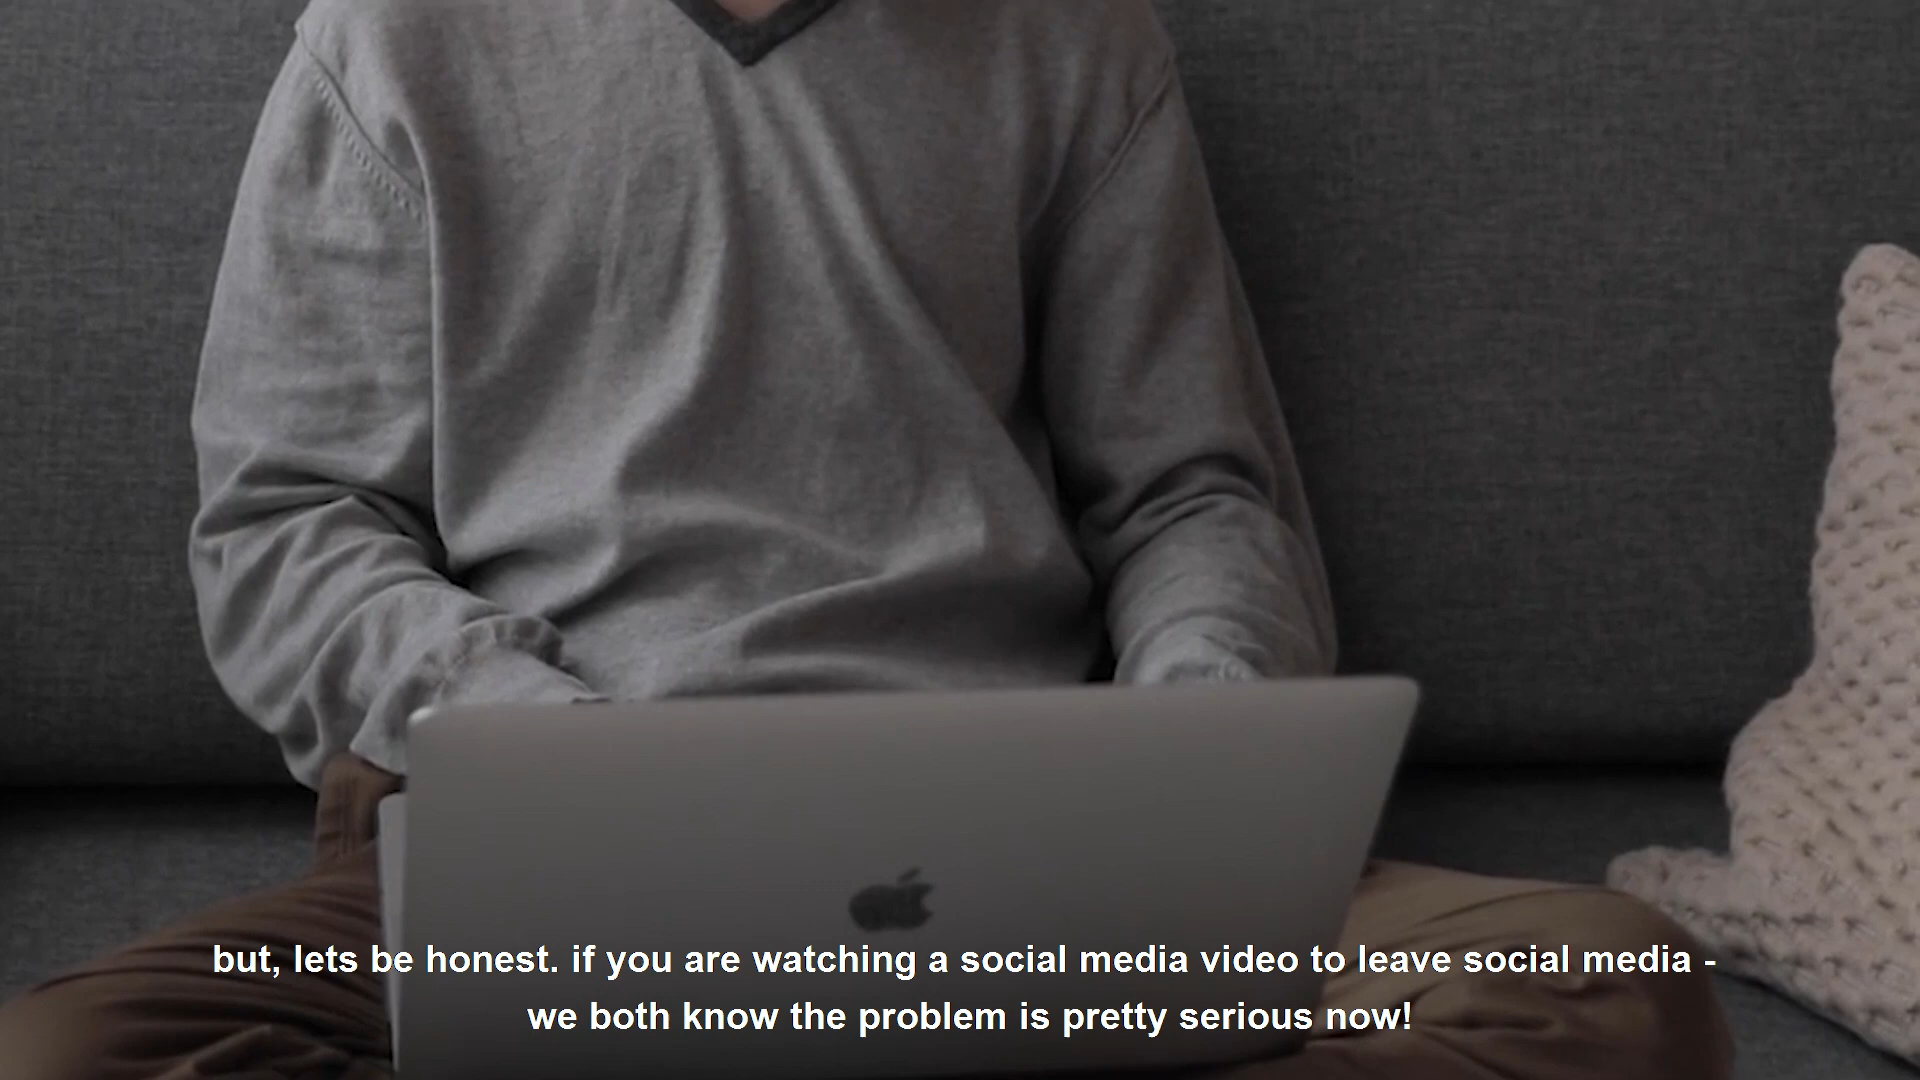 but, lets be honest. if you are watching a social media video to leave social media -
we both know the problem is pretty serious now!